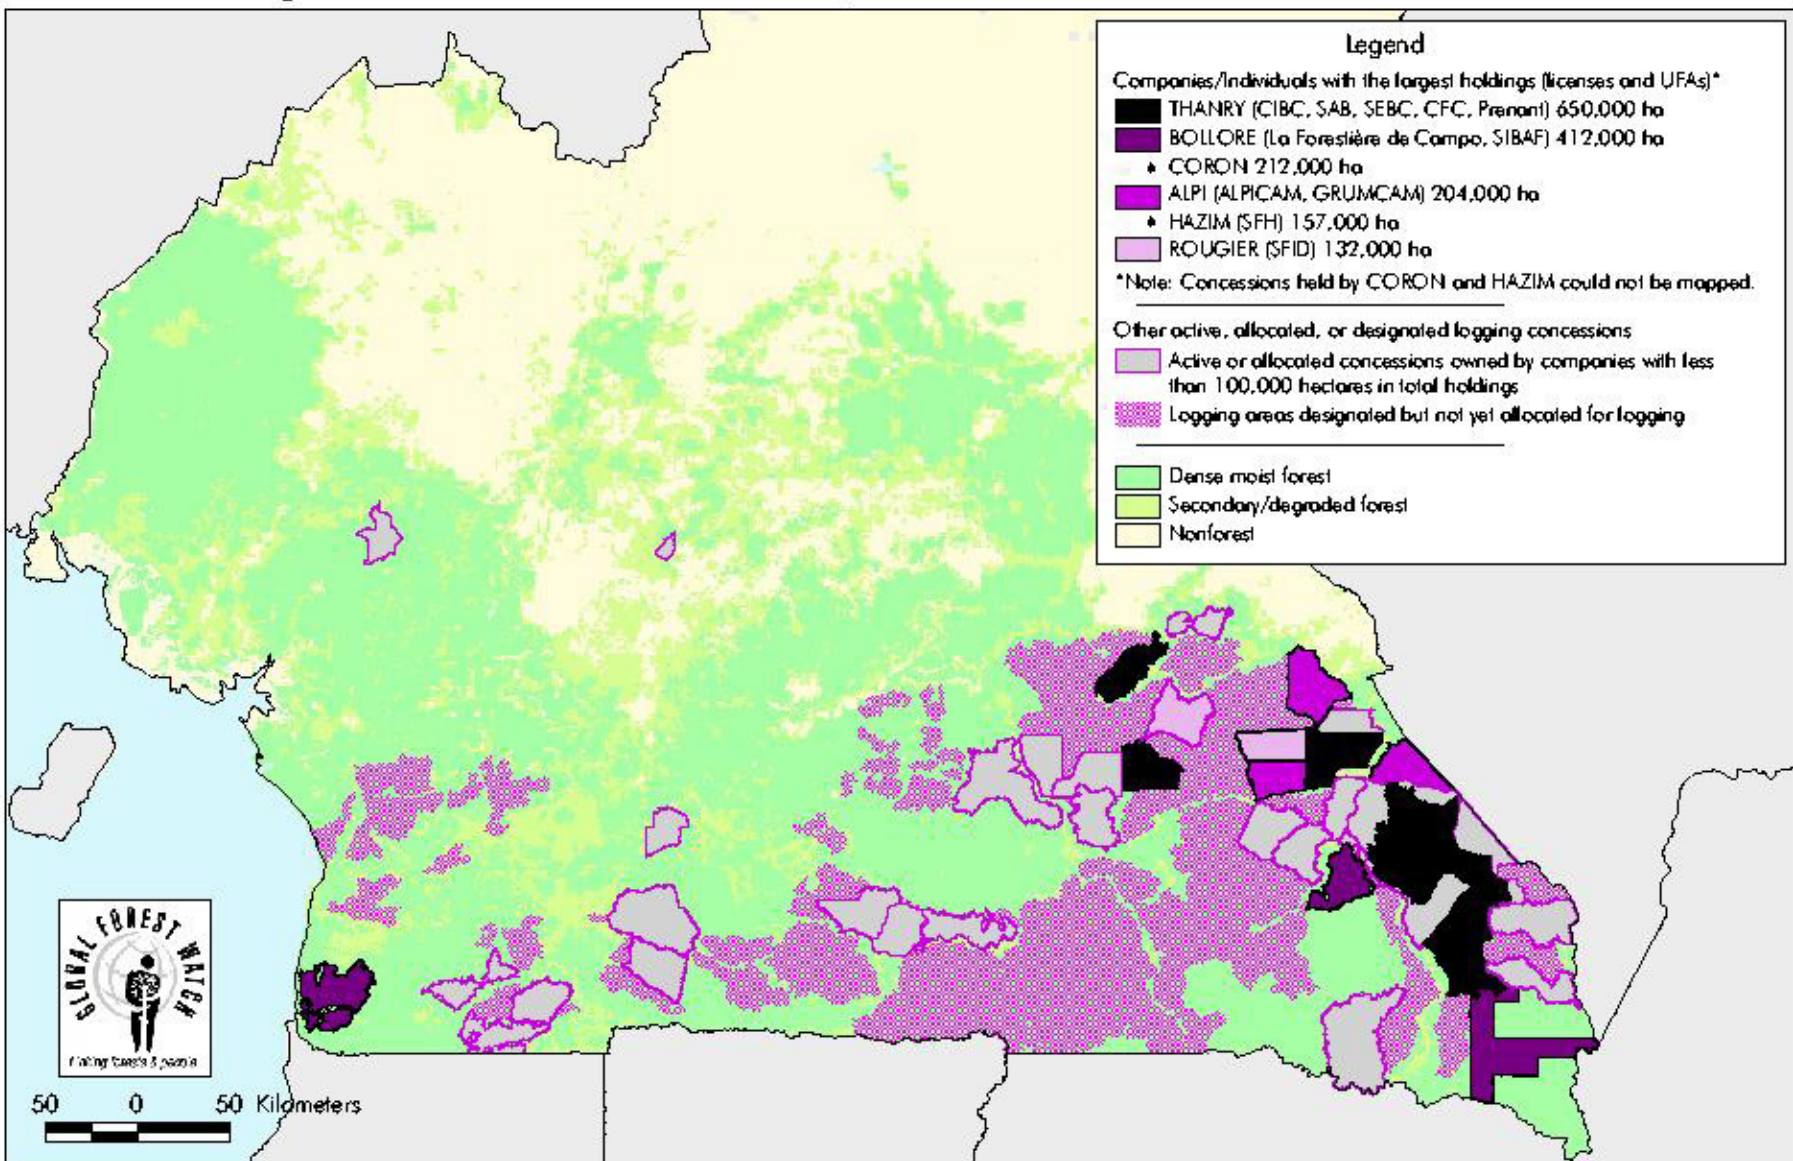 Legend
Companies/Individuals with the largest holdings (licenses and UFAs)*
THANRY (CIBC, SAB, SEBC, CFC, Prenant) 650,000 ha
BOLLORE (La Forestière de Campo, SIBAF) 412,000 ha
CORON 212,000 ha
ALPI (ALPICAM, GRUMCAM) 204,000 ha
HAZIM (SFH) 157,000 ha
ROUGIER (SFID) 132,000 ha
*Note: Concessions held by CORON and HAZIM could not be mapped.
Other active, allocated, or designated logging concessions
Active or allocated concessions owned by companies with less
than 100,000 hectares in total holdings
Logging areas designated but not yet allocated for logging
Dense moist forest
Secondary/degraded forest
Nonforest
GLOBAL FOREST WATCH
linking forests & people
50 0 50 Kilometers